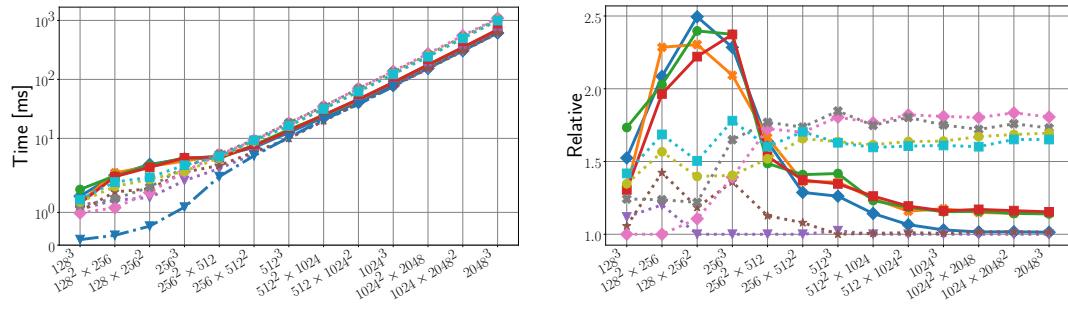 Time [ms]
10³
10²
10¹
10⁰
0
128³
128² × 256
128 × 256²
256³
256² × 512
256 × 512²
512³
512² × 1024
512 × 1024²
1024³
1024² × 2048
1024 × 2048²
2048³
Relative
2.5
2.0
1.5
1.0
128³
128² × 256
128 × 256²
256³
256² × 512
256 × 512²
512³
512² × 1024
512 × 1024²
1024³
1024² × 2048
1024 × 2048²
2048³